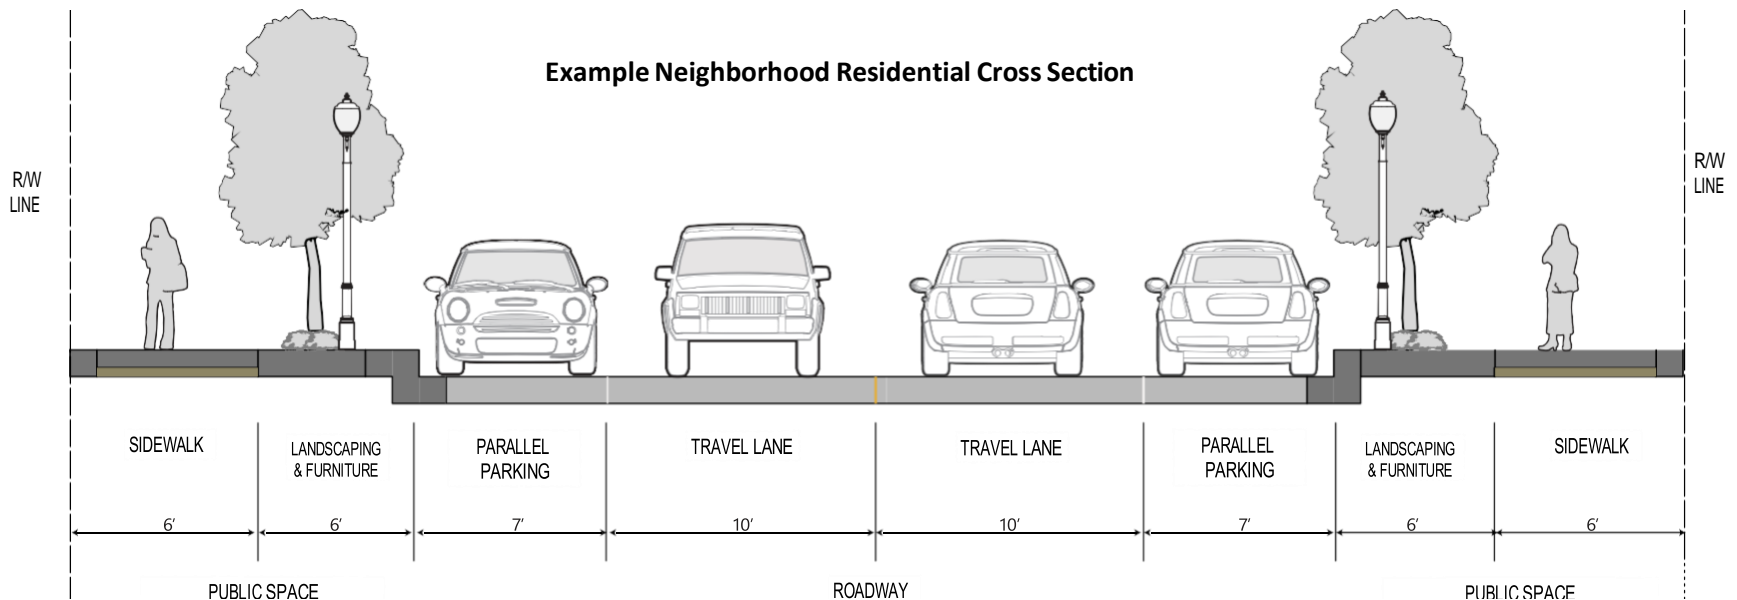 Example Neighborhood Residential Cross Section
R/W
LINE
R/W
LINE
SIDEWALK
LANDSCAPING
& FURNITURE
PARALLEL
PARKING
TRAVEL LANE
TRAVEL LANE
PARALLEL
PARKING
LANDSCAPING
& FURNITURE
SIDEWALK
6’
6’
7’
10’
10’
7’
6’
6’
PUBLIC SPACE
ROADWAY
PUBLIC SPACE